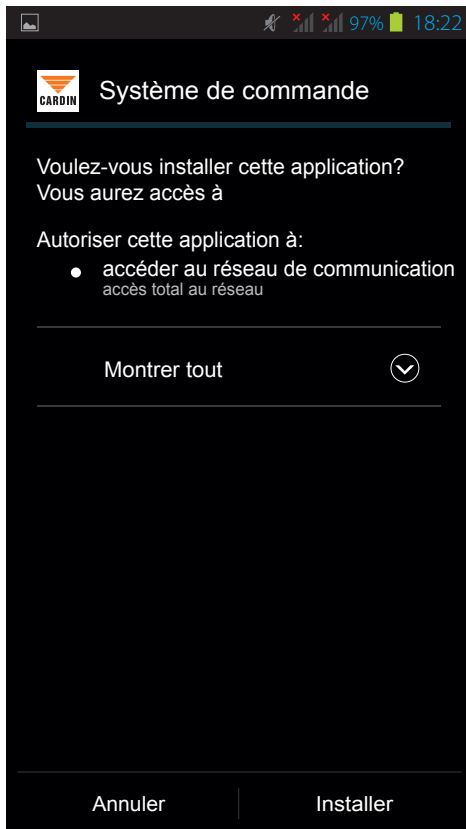 97% 18:22
CARDIN
Système de commande
Voulez-vous installer cette application?
Vous aurez accès à
Autoriser cette application à:
accéder au réseau de communication
accès total au réseau
Montrer tout
Annuler Installer